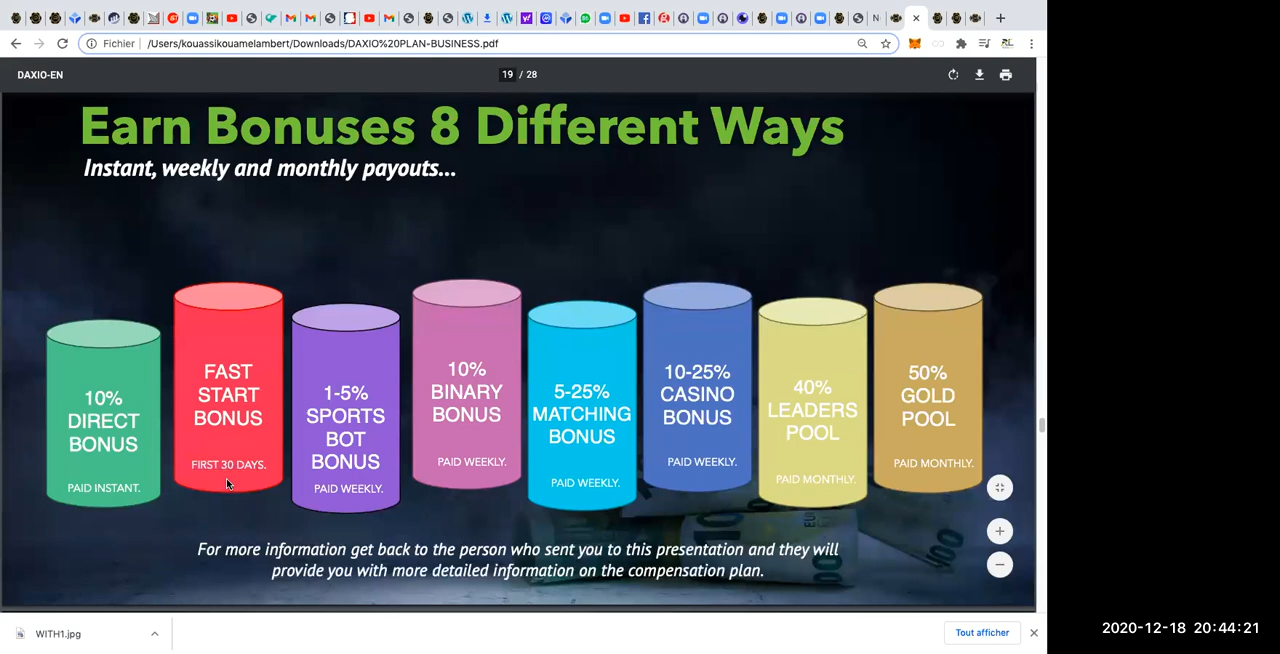 Fichier
/Users/kouassikouamelambert/Downloads/DAXIO%20PLAN-BUSINESS.pdf
DAXIO-EN
19 / 28
Earn Bonuses 8 Different Ways
Instant, weekly and monthly payouts...
10%
DIRECT
BONUS
PAID INSTANT.
FAST
START
BONUS
FIRST 30 DAYS.
1-5%
SPORTS
BOT
BONUS
PAID WEEKLY.
10%
BINARY
BONUS
PAID WEEKLY.
5-25%
MATCHING
BONUS
PAID WEEKLY.
10-25%
CASINO
BONUS
PAID WEEKLY.
40%
LEADERS
POOL
PAID MONTHLY.
50%
GOLD
POOL
PAID MONTHLY.
For more information get back to the person who sent you to this presentation and they will
provide you with more detailed information on the compensation plan.
WITH1.jpg
Tout afficher
2020-12-18 20:44:21